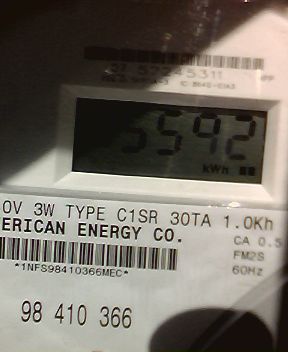 5592
kWh
0V 3W TYPE C1SR 30TA 1.0Kh
ERICAN ENERGY CO.
CA 0.5
*1NFS98410366MEC*
FM2S
60Hz
98 410 366